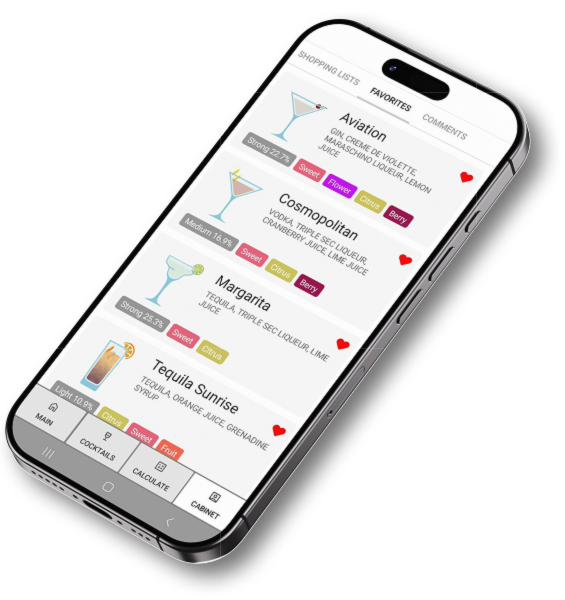 SHOPPING LISTS
FAVORITES
COMMENTS
Aviation
GIN, CREME DE VIOLETTE,
MARASCHINO LIQUEUR, LEMON
JUICE
Strong 22.7%
Sweet
Flower
Citrus
Berry
Cosmopolitan
VODKA, TRIPLE SEC LIQUEUR,
CRANBERRY JUICE, LIME JUICE
Medium 16.9%
Sweet
Citrus
Berry
Margarita
TEQUILA, TRIPLE SEC LIQUEUR, LIME
JUICE
Strong 25.3%
Sweet
Citrus
Tequila Sunrise
TEQUILA, ORANGE JUICE, GRENADINE
SYRUP
Light 10.9%
Citrus
Sweet
Fruit
MAIN
COCKTAILS
CALCULATE
CABINET